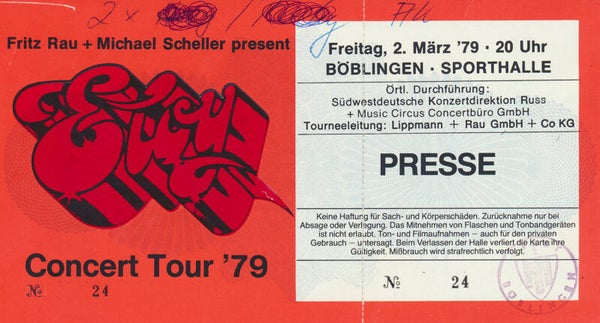 2x / AK
Fritz Rau + Michael Scheller present
Concert Tour '79
№ 24
Freitag, 2. März '79 · 20 Uhr
BÖBLINGEN · SPORTHALLE
Örtl. Durchführung:
Südwestdeutsche Konzertdirektion Russ
+ Music Circus Concertbüro GmbH
Tourneeleitung: Lippmann + Rau GmbH + Co KG
PRESSE
Keine Haftung für Sach- und Körperschäden. Zurücknahme nur bei
Absage oder Verlegung. Das Mitnehmen von Flaschen und Tonbandgeräten
ist nicht erlaubt. Ton- und Filmaufnahmen – auch für den privaten
Gebrauch – untersagt. Beim Verlassen der Halle verliert die Karte ihre
Gültigkeit. Mißbrauch wird strafrechtlich verfolgt.
№ 24
BÖBLINGEN